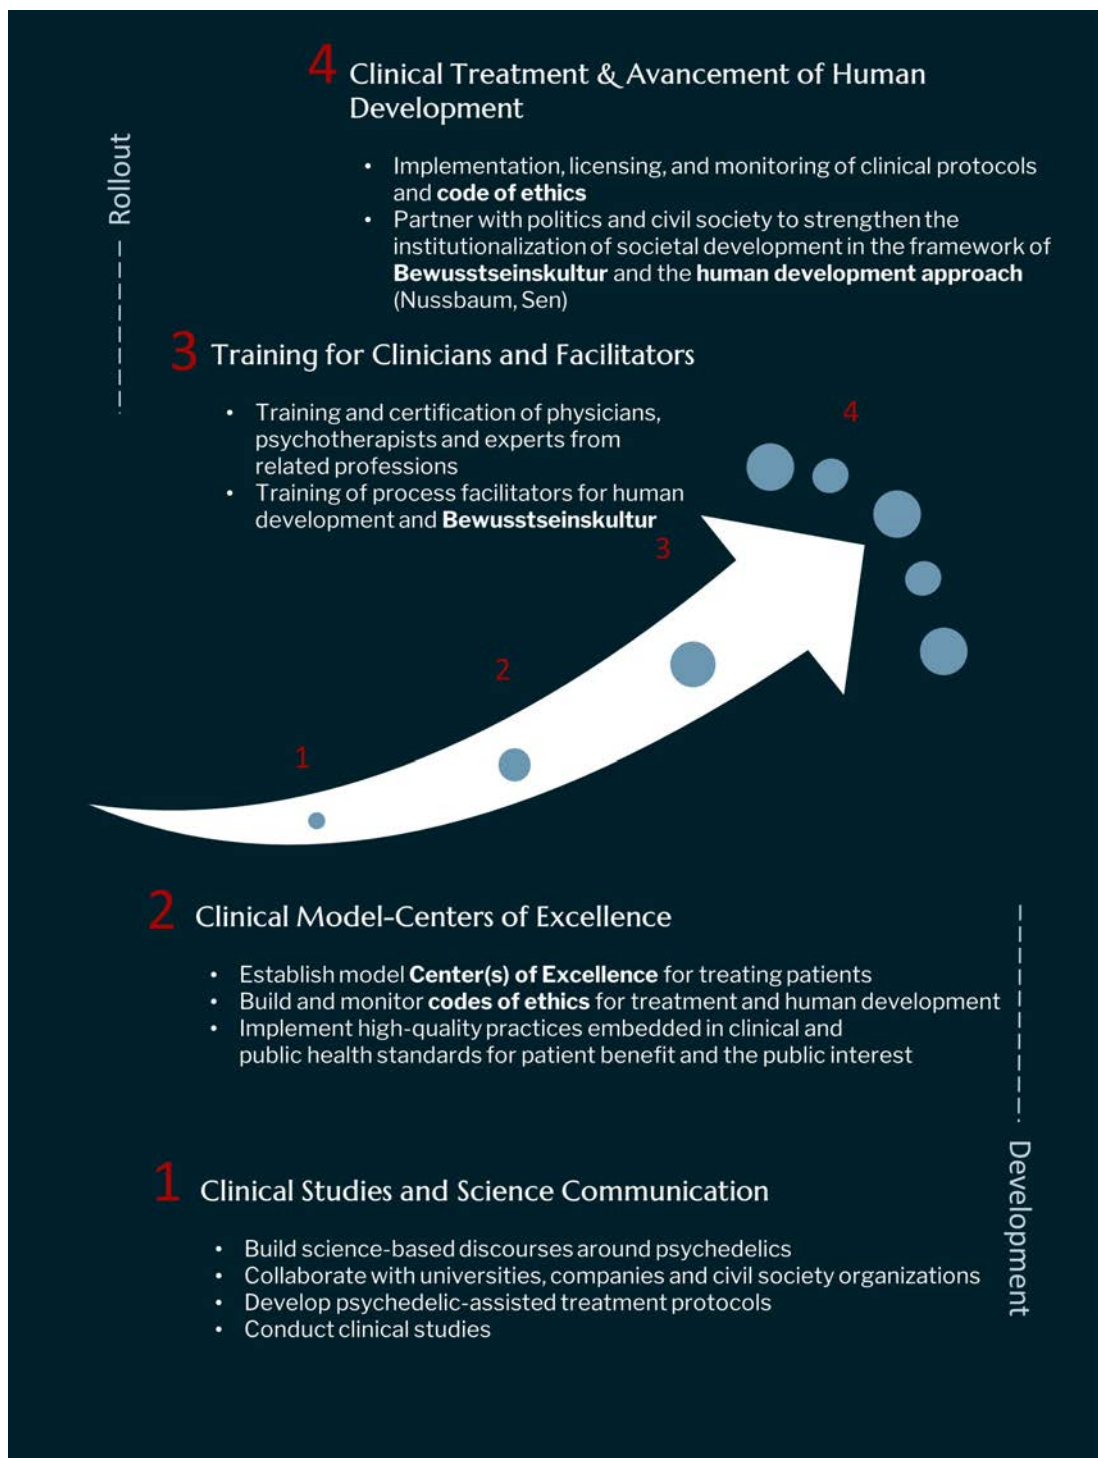 4 Clinical Treatment & Avancement of Human
Development
Rollout
• Implementation, licensing, and monitoring of clinical protocols
and code of ethics
• Partner with politics and civil society to strengthen the
institutionalization of societal development in the framework of
Bewusstseinskultur and the human development approach
(Nussbaum, Sen)
3 Training for Clinicians and Facilitators
• Training and certification of physicians,
psychotherapists and experts from
related professions
• Training of process facilitators for human
development and Bewusstseinskultur
4
3
2
1
2 Clinical Model-Centers of Excellence
• Establish model Center(s) of Excellence for treating patients
• Build and monitor codes of ethics for treatment and human development
• Implement high-quality practices embedded in clinical and
public health standards for patient benefit and the public interest
Development
1 Clinical Studies and Science Communication
• Build science-based discourses around psychedelics
• Collaborate with universities, companies and civil society organizations
• Develop psychedelic-assisted treatment protocols
• Conduct clinical studies